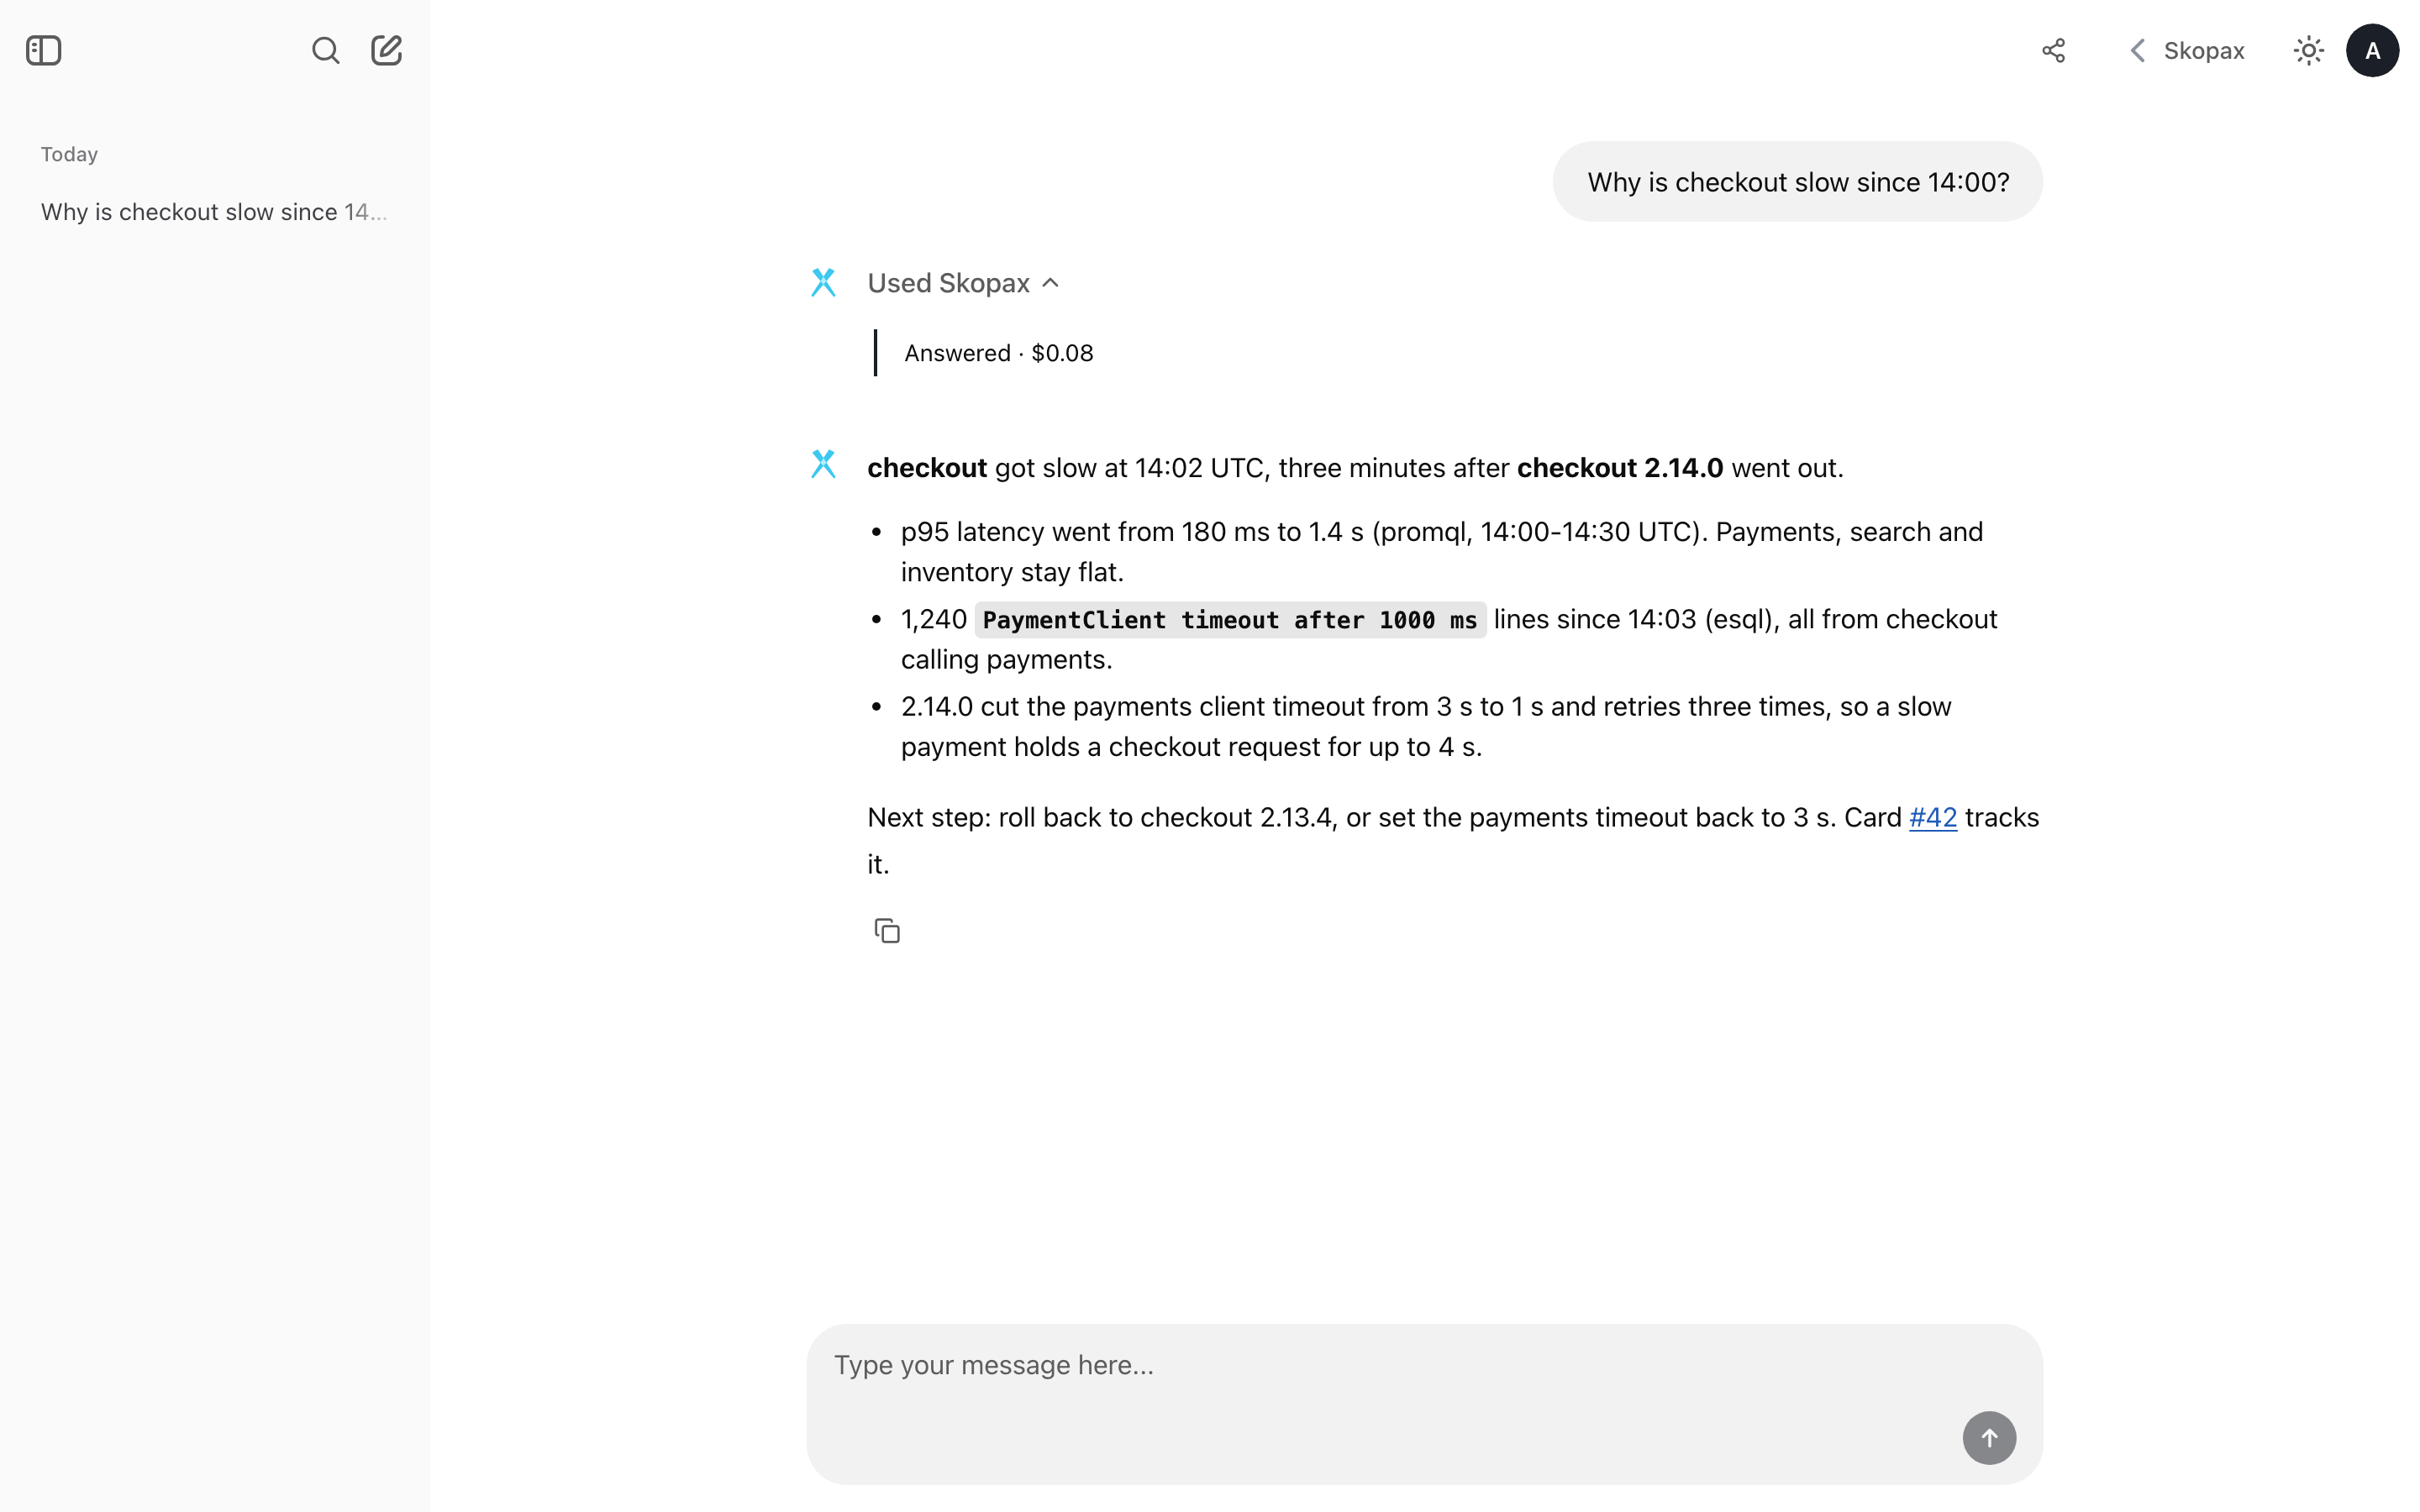 Skopax
A
Today
Why is checkout slow since 14...
Why is checkout slow since 14:00?
Used Skopax
Answered · $0.08
checkout got slow at 14:02 UTC, three minutes after checkout 2.14.0 went out.
• p95 latency went from 180 ms to 1.4 s (promql, 14:00-14:30 UTC). Payments, search and
inventory stay flat.
• 1,240 PaymentClient timeout after 1000 ms lines since 14:03 (esql), all from checkout
calling payments.
• 2.14.0 cut the payments client timeout from 3 s to 1 s and retries three times, so a slow
payment holds a checkout request for up to 4 s.
Next step: roll back to checkout 2.13.4, or set the payments timeout back to 3 s. Card #42 tracks
it.
Type your message here...